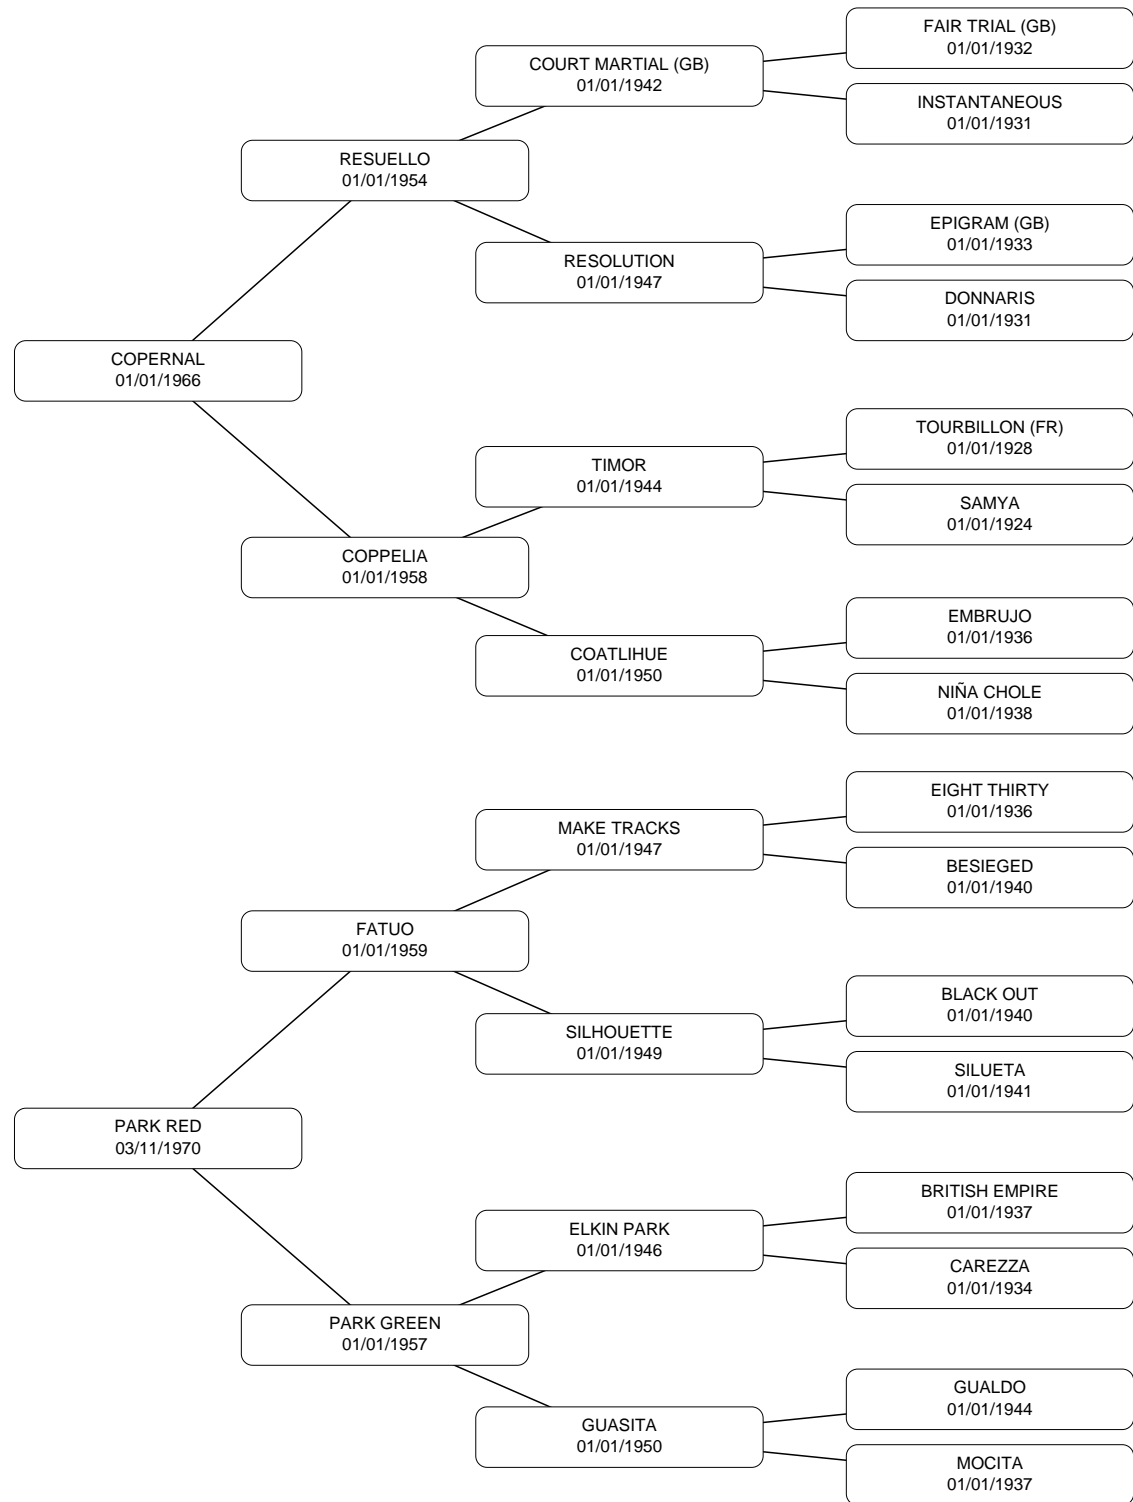 FAIR TRIAL (GB)
01/01/1932
COURT MARTIAL (GB)
01/01/1942
INSTANTANEOUS
01/01/1931
RESUELLO
01/01/1954
EPIGRAM (GB)
01/01/1933
RESOLUTION
01/01/1947
DONNARIS
01/01/1931
COPERNAL
01/01/1966
TOURBILLON (FR)
01/01/1928
TIMOR
01/01/1944
SAMYA
01/01/1924
COPPELIA
01/01/1958
EMBRUJO
01/01/1936
COATLIHUE
01/01/1950
NIÑA CHOLE
01/01/1938
EIGHT THIRTY
01/01/1936
MAKE TRACKS
01/01/1947
BESIEGED
01/01/1940
FATUO
01/01/1959
BLACK OUT
01/01/1940
SILHOUETTE
01/01/1949
SILUETA
01/01/1941
PARK RED
03/11/1970
BRITISH EMPIRE
01/01/1937
ELKIN PARK
01/01/1946
CAREZZA
01/01/1934
PARK GREEN
01/01/1957
GUALDO
01/01/1944
GUASITA
01/01/1950
MOCITA
01/01/1937